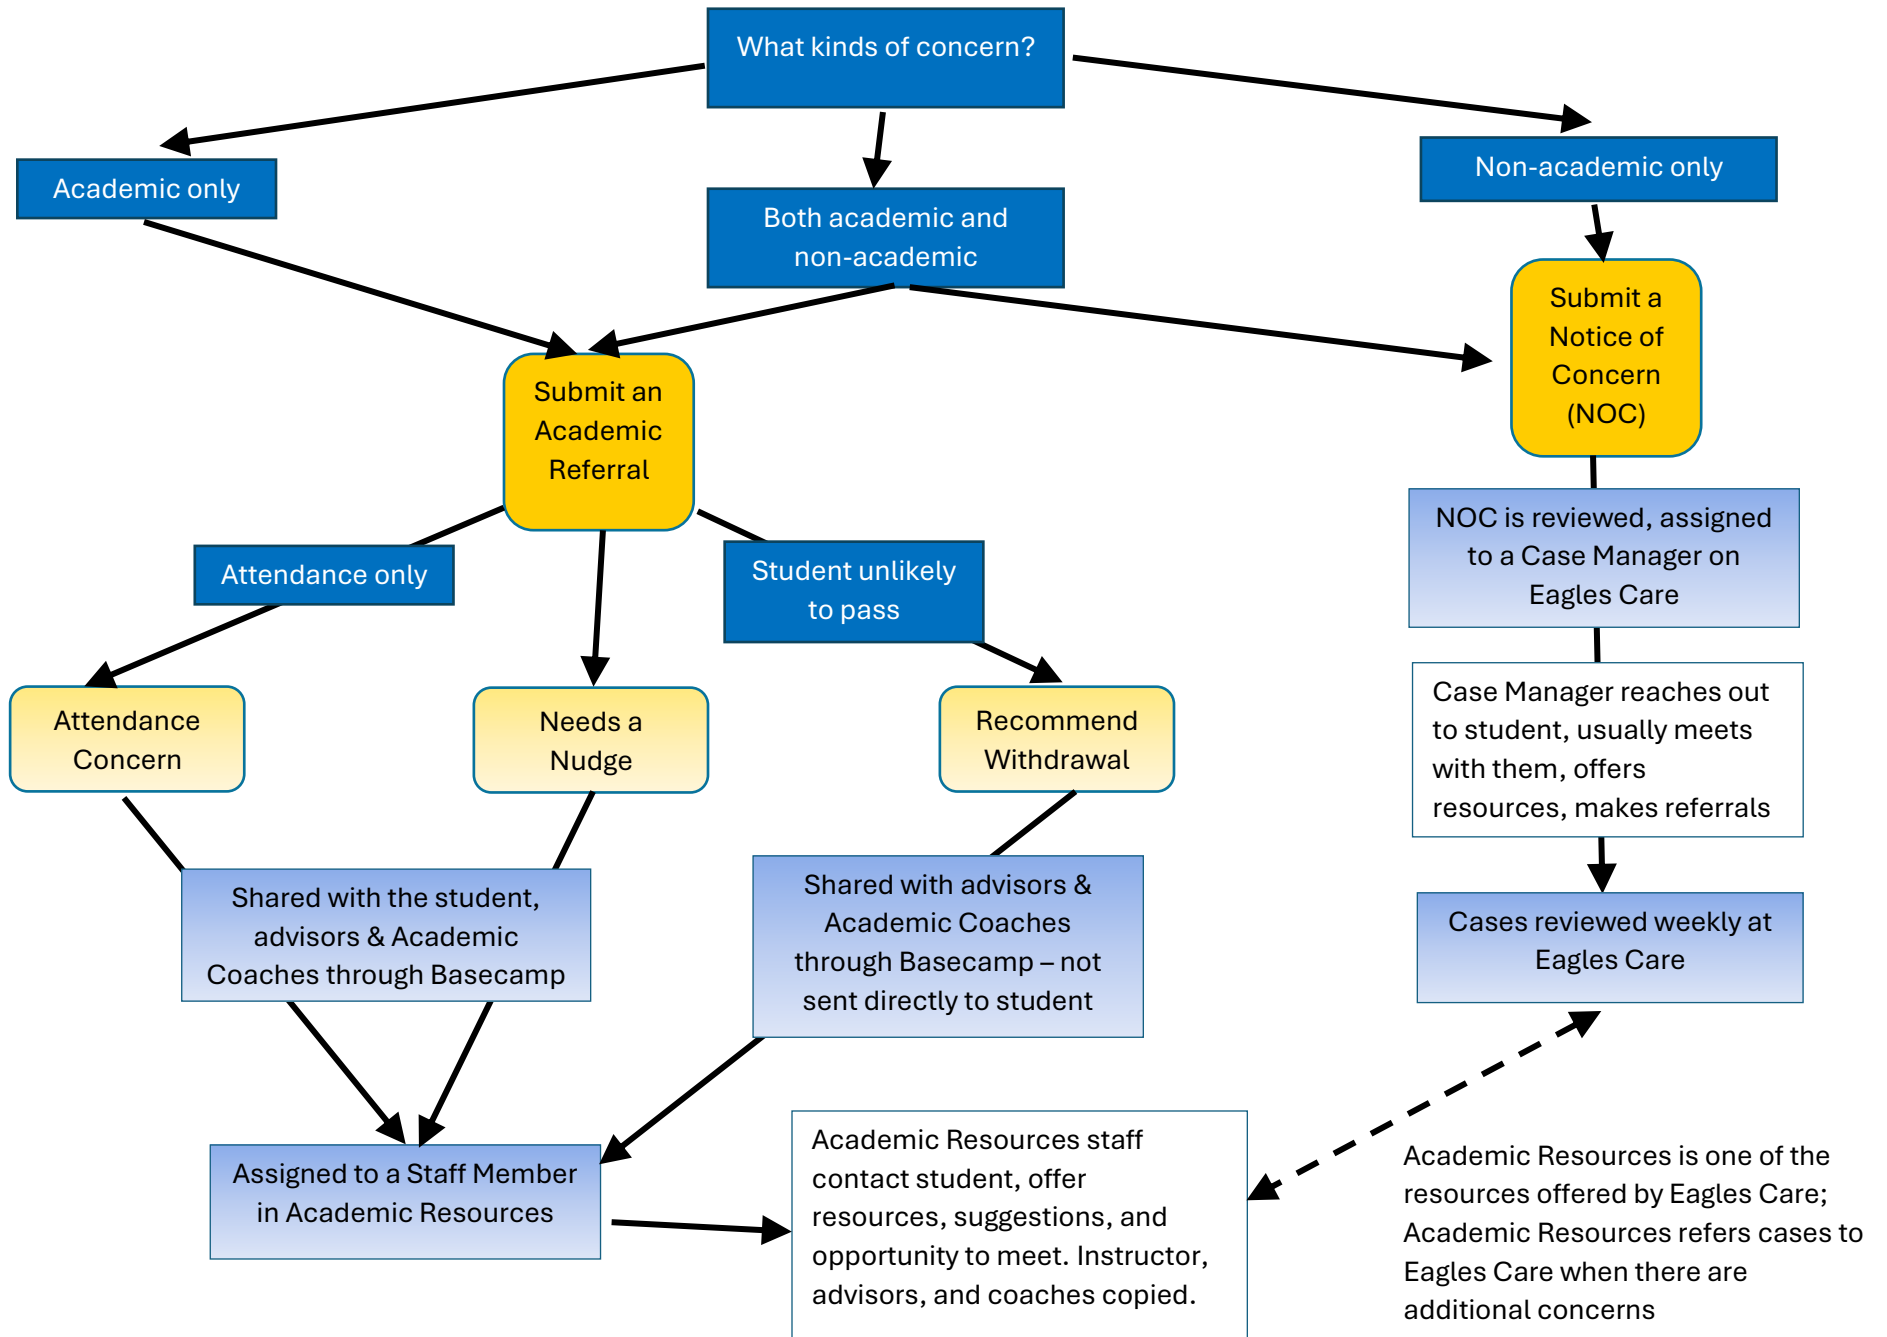 What kinds of concern?
Academic only
Both academic and
non-academic
Non-academic only
Submit an
Academic
Referral
Submit a
Notice of
Concern
(NOC)
Attendance only
Student unlikely
to pass
NOC is reviewed, assigned
to a Case Manager on
Eagles Care
Attendance
Concern
Needs a
Nudge
Recommend
Withdrawal
Case Manager reaches out
to student, usually meets
with them, offers
resources, makes referrals
Shared with the student,
advisors & Academic
Coaches through Basecamp
Shared with advisors &
Academic Coaches
through Basecamp – not
sent directly to student
Cases reviewed weekly at
Eagles Care
Assigned to a Staff Member
in Academic Resources
Academic Resources staff
contact student, offer
resources, suggestions, and
opportunity to meet. Instructor,
advisors, and coaches copied.
Academic Resources is one of the
resources offered by Eagles Care;
Academic Resources refers cases to
Eagles Care when there are
additional concerns